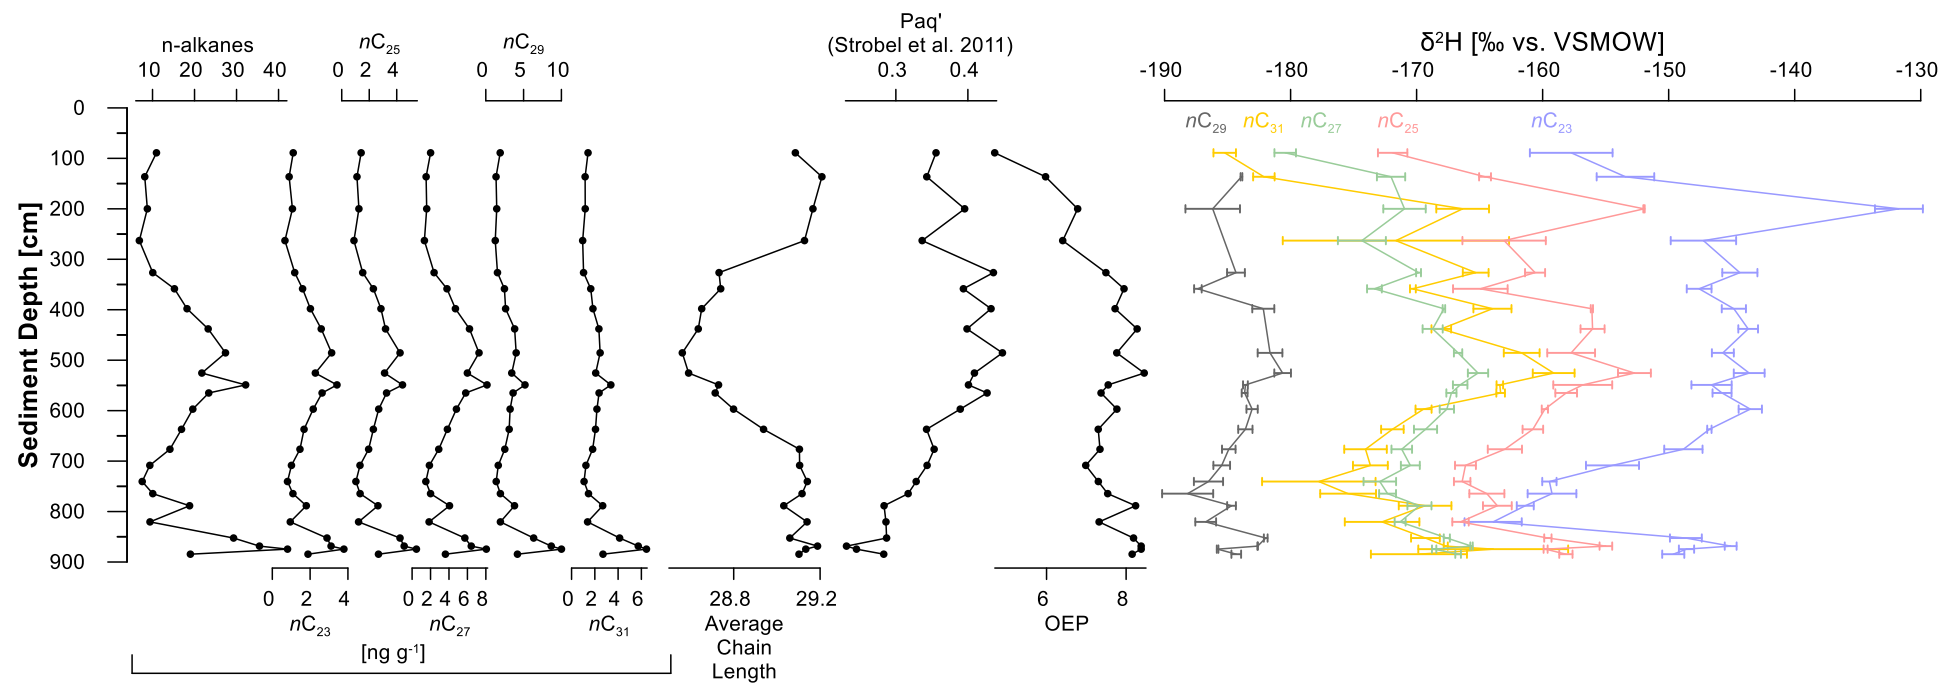 Paq'
(Strobel et al. 2011)
n-alkanes
nC25
nC29
δ²H [‰ vs. VSMOW]
10 20 30 40
0 2 4
0 5 10
0.3 0.4
-190 -180 -170 -160 -150 -140 -130
nC29 nC31 nC27 nC25 nC23
Sediment Depth [cm]
0
100
200
300
400
500
600
700
800
900
0 2 4
0 2 4 6 8
0 2 4 6
28.8 29.2
6 8
nC23
nC27
nC31
Average
Chain
Length
OEP
[ng g⁻¹]